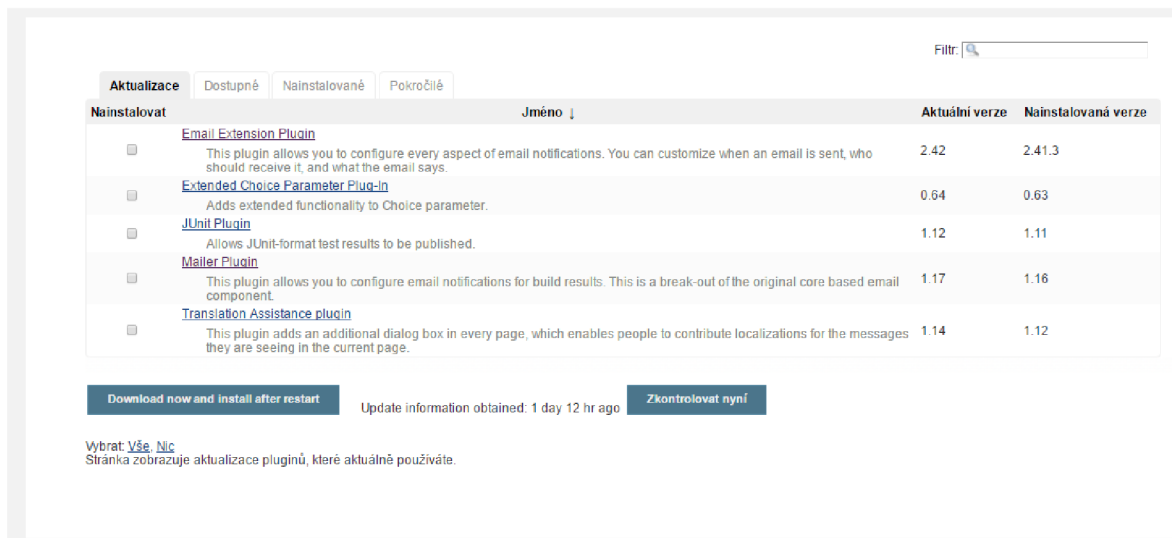 Filtr:
Aktualizace Dostupné Nainstalované Pokročilé
Nainstalovat Jméno ↓ Aktuální verze Nainstalovaná verze
Email Extension Plugin
This plugin allows you to configure every aspect of email notifications. You can customize when an email is sent, who
should receive it, and what the email says.
2.42 2.41.3
Extended Choice Parameter Plug-In
Adds extended functionality to Choice parameter.
0.64 0.63
JUnit Plugin
Allows JUnit-format test results to be published.
1.12 1.11
Mailer Plugin
This plugin allows you to configure email notifications for build results. This is a break-out of the original core based email
component.
1.17 1.16
Translation Assistance plugin
This plugin adds an additional dialog box in every page, which enables people to contribute localizations for the messages
they are seeing in the current page.
1.14 1.12
Download now and install after restart Update information obtained: 1 day 12 hr ago Zkontrolovat nyní
Vybrat: Vše, Nic
Stránka zobrazuje aktualizace pluginů, které aktuálně používáte.